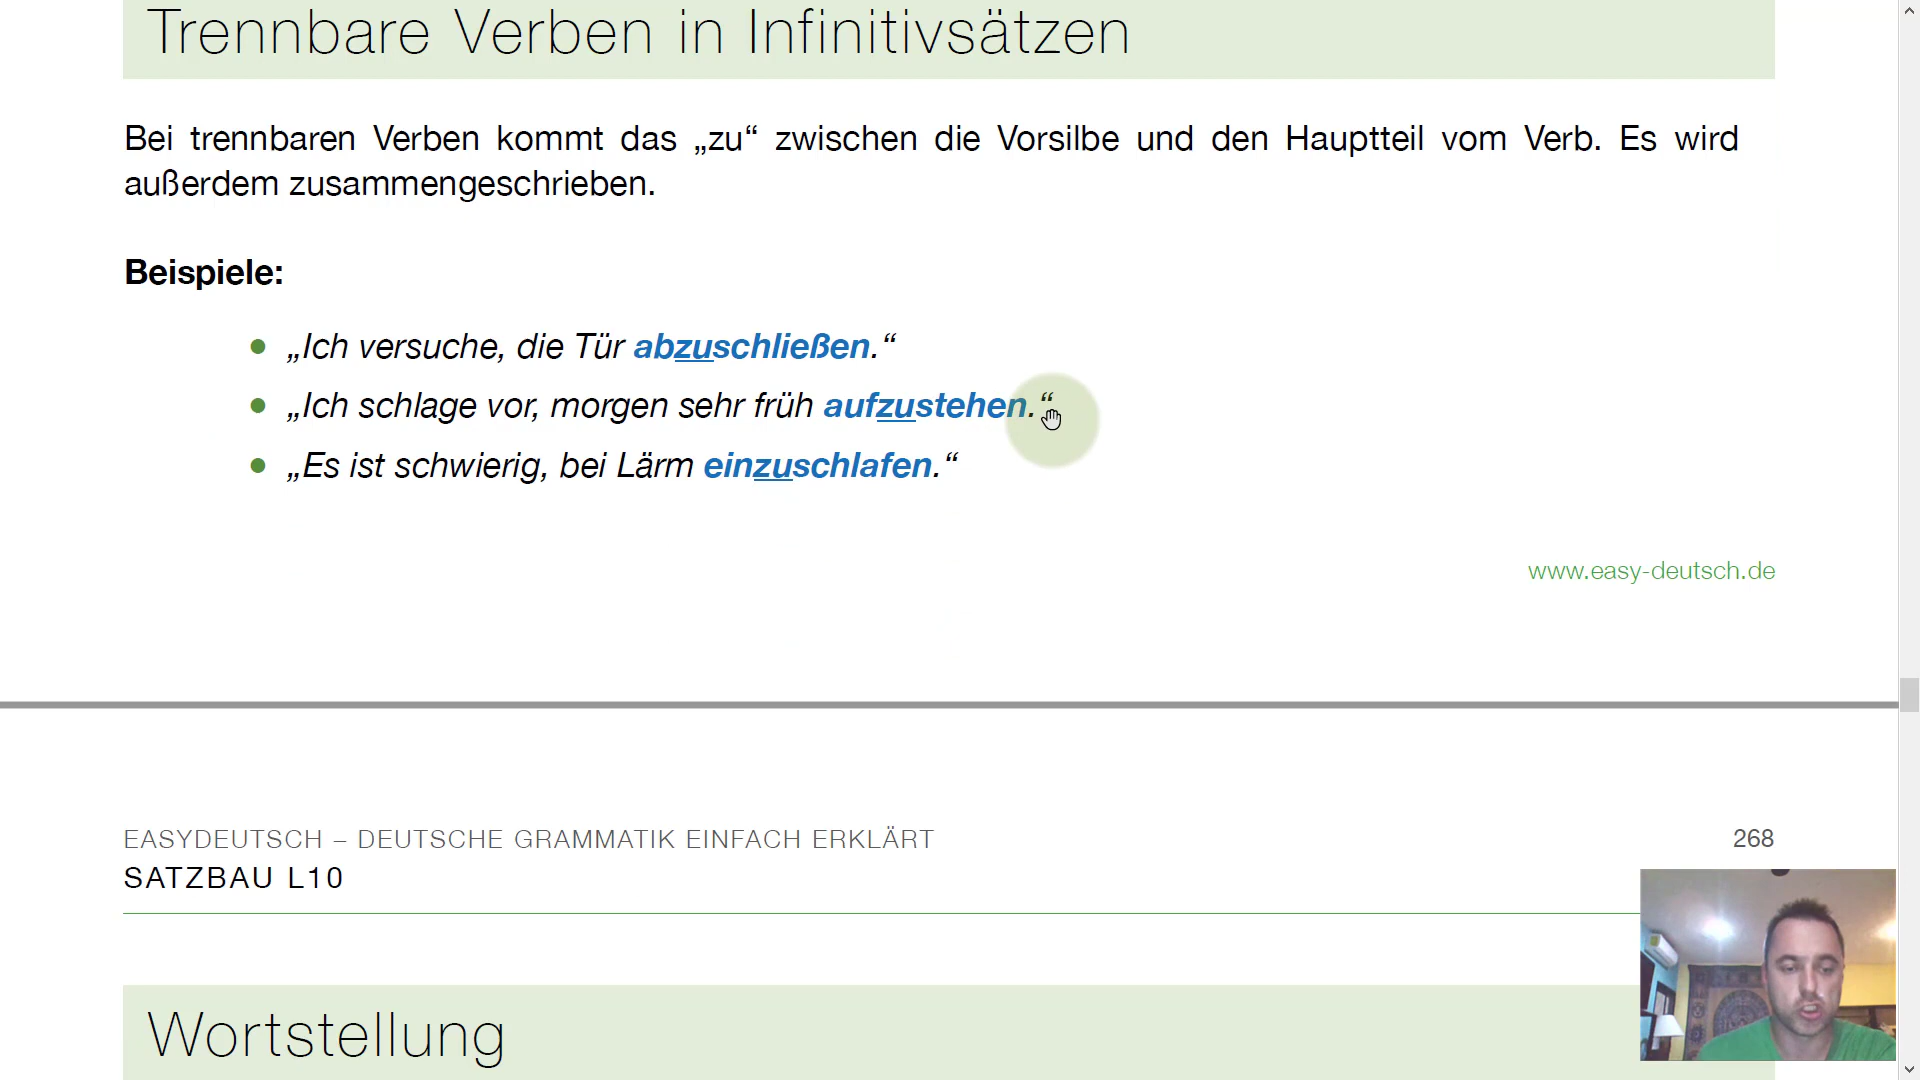 Trennbare Verben in Infinitivsätzen
Bei trennbaren Verben kommt das „zu“ zwischen die Vorsilbe und den Hauptteil vom Verb. Es wird
außerdem zusammengeschrieben.
Beispiele:
„Ich versuche, die Tür abzuschließen.“
„Ich schlage vor, morgen sehr früh aufzustehen.“
„Es ist schwierig, bei Lärm einzuschlafen.“
www.easy-deutsch.de
EASYDEUTSCH – DEUTSCHE GRAMMATIK EINFACH ERKLÄRT 268
SATZBAU L10
Wortstellung